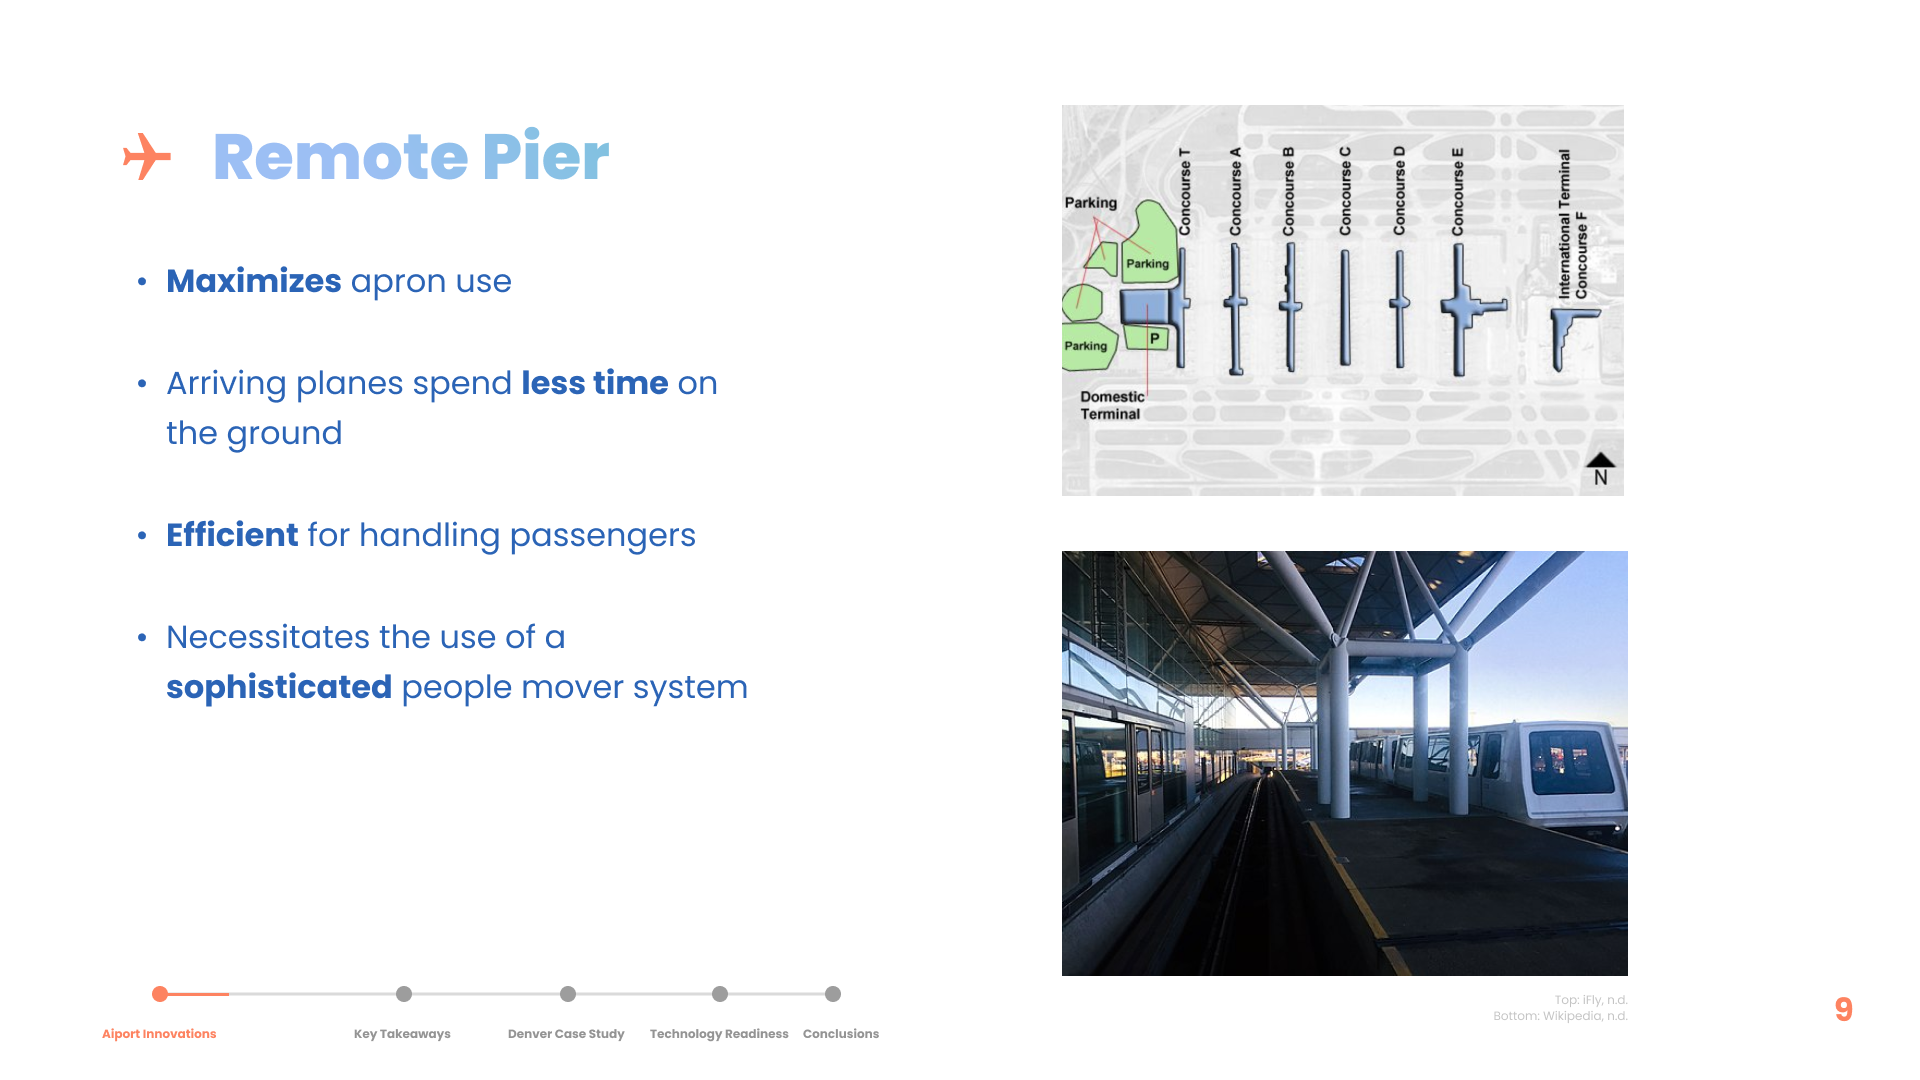 Remote Pier
• Maximizes apron use
• Arriving planes spend less time on
the ground
• Efficient for handling passengers
• Necessitates the use of a
sophisticated people mover system
Concourse T
Concourse A
Concourse B
Concourse C
Concourse D
Concourse E
International Terminal
Concourse F
Parking
Parking
Parking
P
Domestic
Terminal
N
Top: iFly, n.d.
Bottom: Wikipedia, n.d.
Aiport Innovations
Key Takeaways
Denver Case Study
Technology Readiness
Conclusions
9